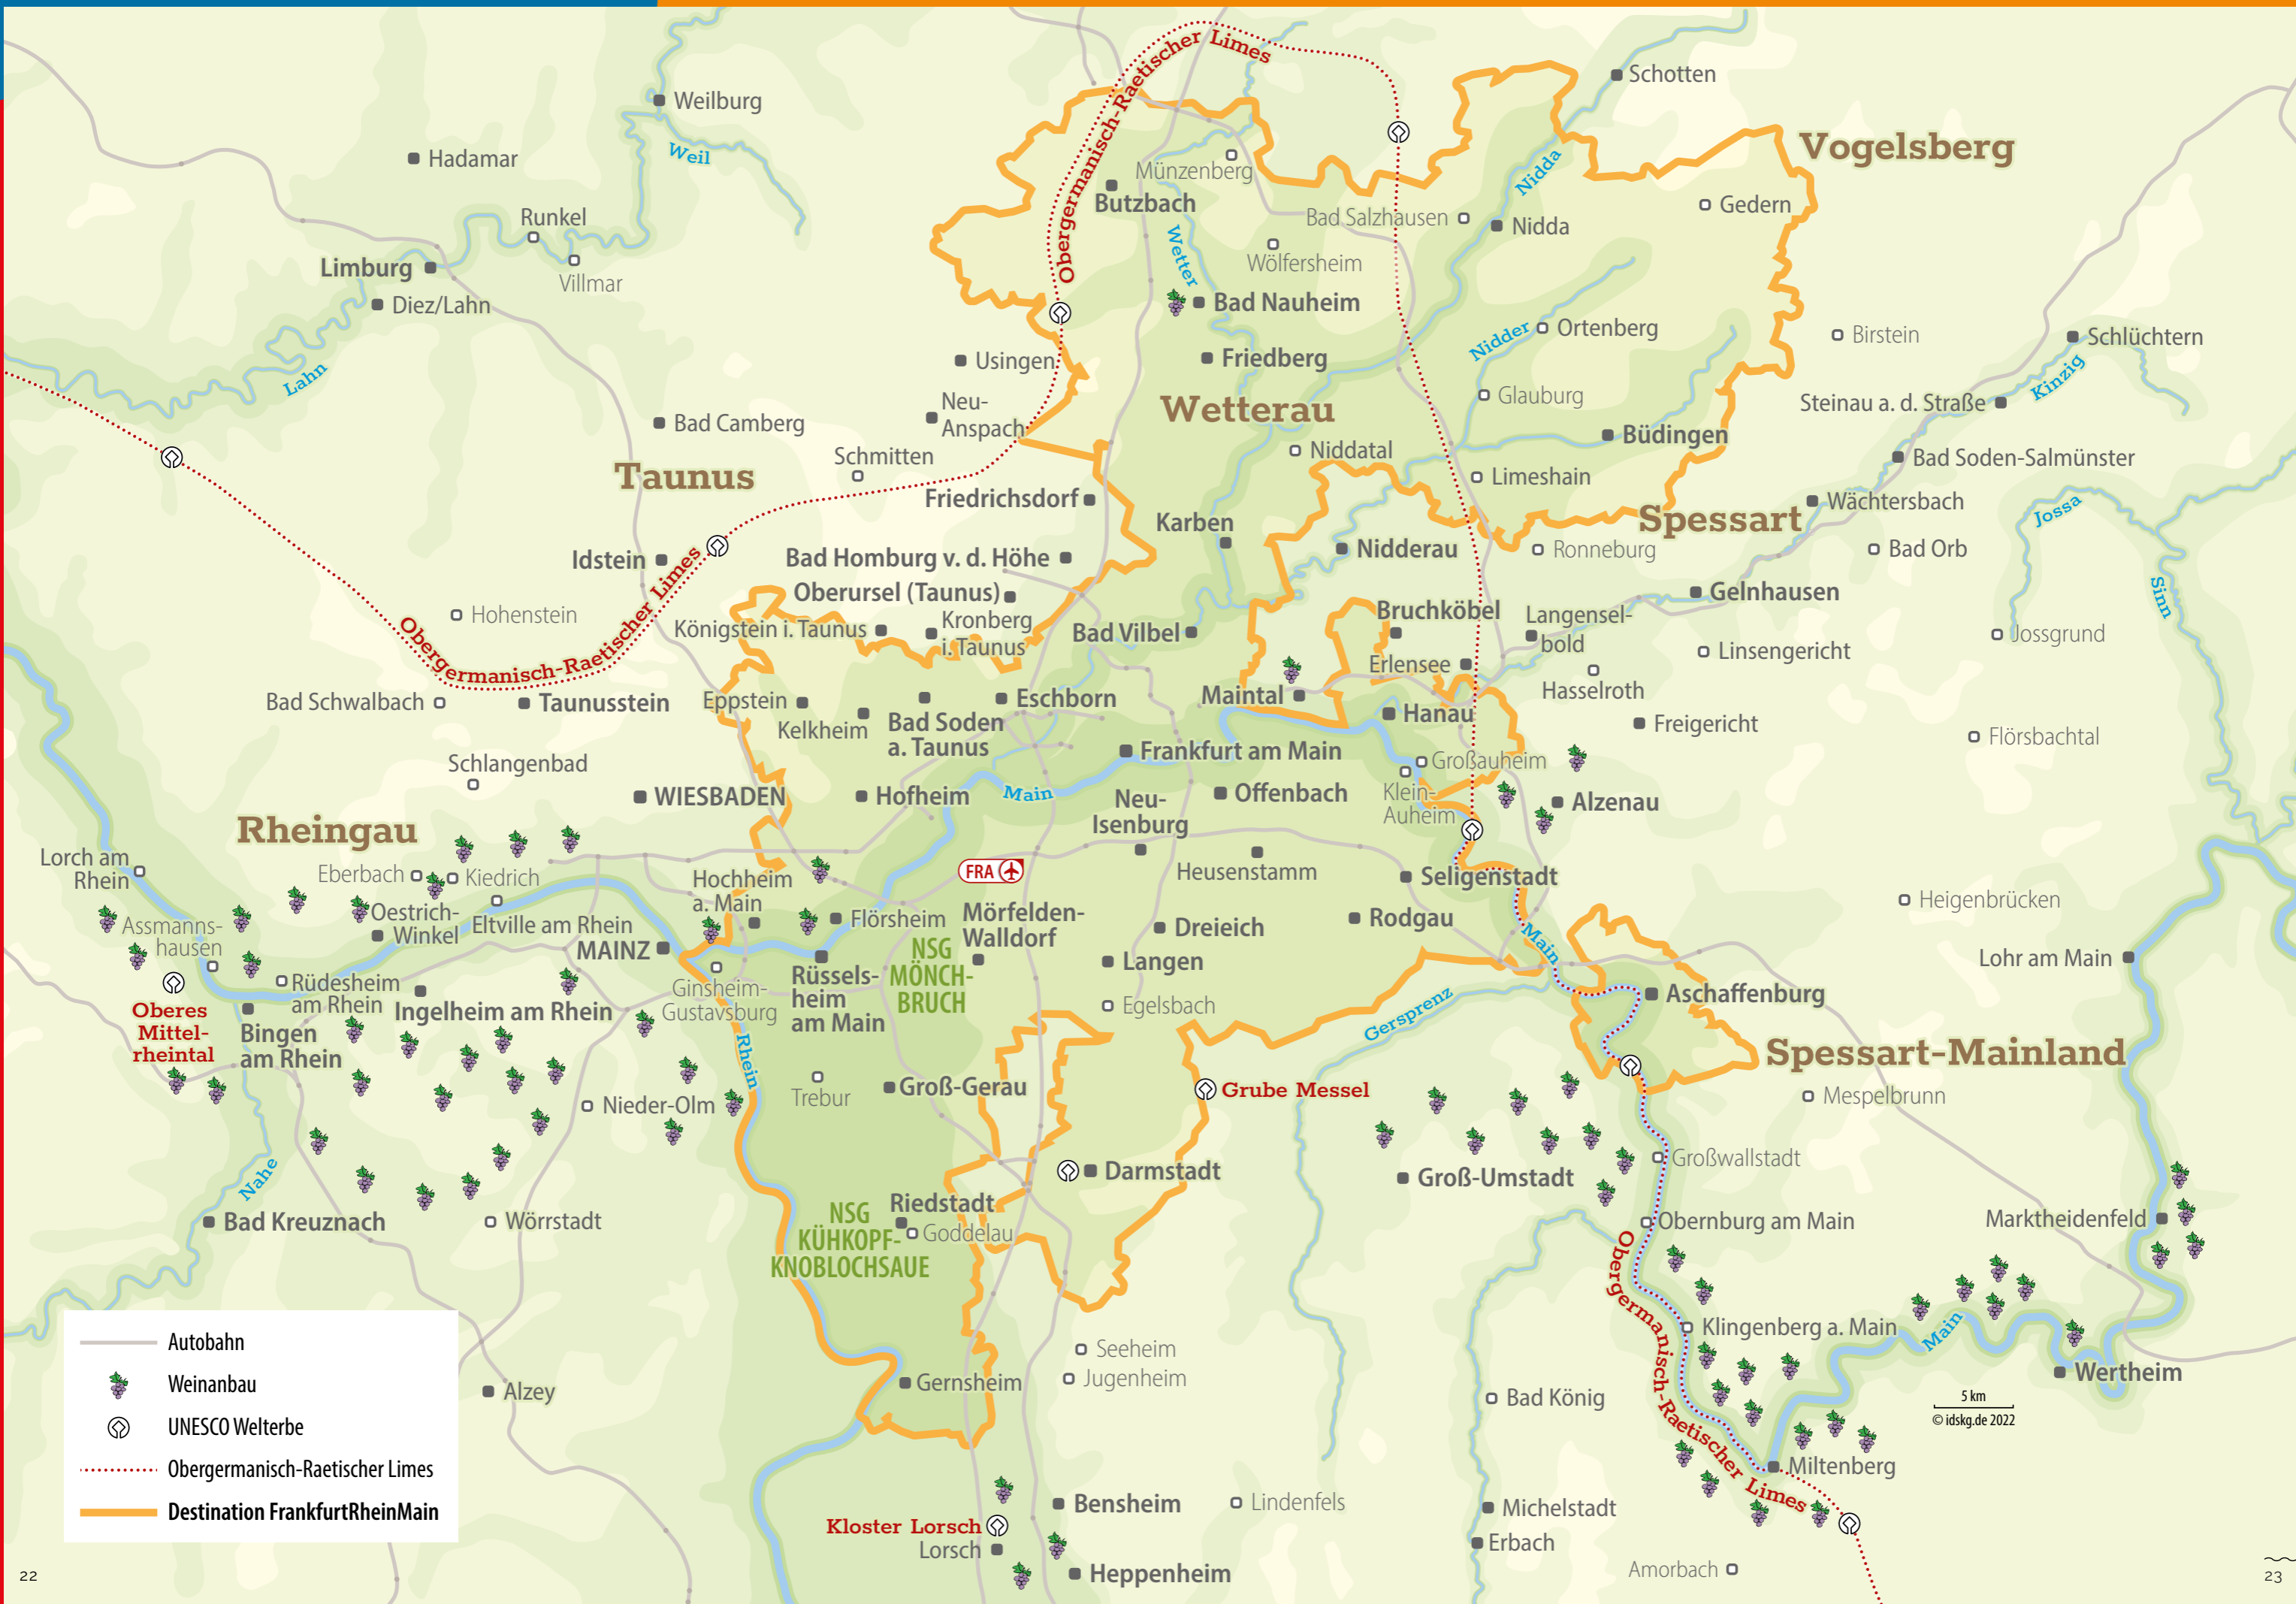 Obergermanisch-Raetischer Limes
Schotten
Weilburg
Vogelsberg
Weil
Hadamar
Münzenberg
Nidda
Butzbach
Gedern
Runkel
Bad Salzhausen
Nidda
Wetter
Wölfersheim
Limburg
Villmar
Diez/Lahn
Bad Nauheim
Ortenberg
Nidder
Birstein
Schlüchtern
Usingen
Friedberg
Lahn
Kinzig
Glauburg
Neu-
Anspach
Wetterau
Steinau a. d. Straße
Bad Camberg
Büdingen
Schmitten
Niddatal
Bad Soden-Salmünster
Taunus
Limeshain
Friedrichsdorf
Wächtersbach
Jossa
Karben
Spessart
Idstein
Bad Homburg v. d. Höhe
Nidderau
Ronneburg
Bad Orb
Oberursel (Taunus)
Gelnhausen
Sinn
Hohenstein
Obergermanisch-Raetischer Limes
Königstein i. Taunus
Kronberg
i. Taunus
Bad Vilbel
Bruchköbel
Langensel-
bold
Jossgrund
Linsengericht
Erlensee
Hasselroth
Bad Schwalbach
Taunusstein
Eppstein
Kelkheim
Bad Soden
a. Taunus
Eschborn
Maintal
Hanau
Freigericht
Flörsbachtal
Frankfurt am Main
Großauheim
Schlangenbad
WIESBADEN
Hofheim
Main
Neu-
Isenburg
Offenbach
Klein-
Auheim
Alzenau
Rheingau
Lorch am
Rhein
Eberbach
Kiedrich
Hochheim
a. Main
FRA
Heusenstamm
Seligenstadt
Heigenbrücken
Assmanns-
hausen
Oestrich-
Winkel
Eltville am Rhein
MAINZ
Flörsheim
Mörfelden-
Walldorf
Dreieich
Rodgau
Main
Lohr am Main
NSG
MÖNCH-
BRUCH
Langen
Rüdesheim
am Rhein
Ingelheim am Rhein
Ginsheim-
Gustavsburg
Rüssels-
heim
am Main
Egelsbach
Gersprenz
Aschaffenburg
Oberes
Mittel-
rheintal
Bingen
am Rhein
Rhein
Spessart-Mainland
Trebur
Groß-Gerau
Grube Messel
Mespelbrunn
Nieder-Olm
Nahe
Darmstadt
Groß-Umstadt
Großwallstadt
Bad Kreuznach
Wörrstadt
NSG
KÜHKOPF-
KNOBLOCHSAUE
Riedstadt
Goddelau
Obernburg am Main
Marktheidenfeld
Obergermanisch-Raetischer Limes
Klingenberg a. Main
Main
Seeheim
Jugenheim
Gernsheim
Alzey
Bad König
Wertheim
5 km
© idskg.de 2022
Miltenberg
Bensheim
Lindenfels
Michelstadt
Kloster Lorsch
Lorsch
Erbach
Heppenheim
Amorbach
Autobahn
Weinanbau
UNESCO Welterbe
Obergermanisch-Raetischer Limes
Destination FrankfurtRheinMain
22
23